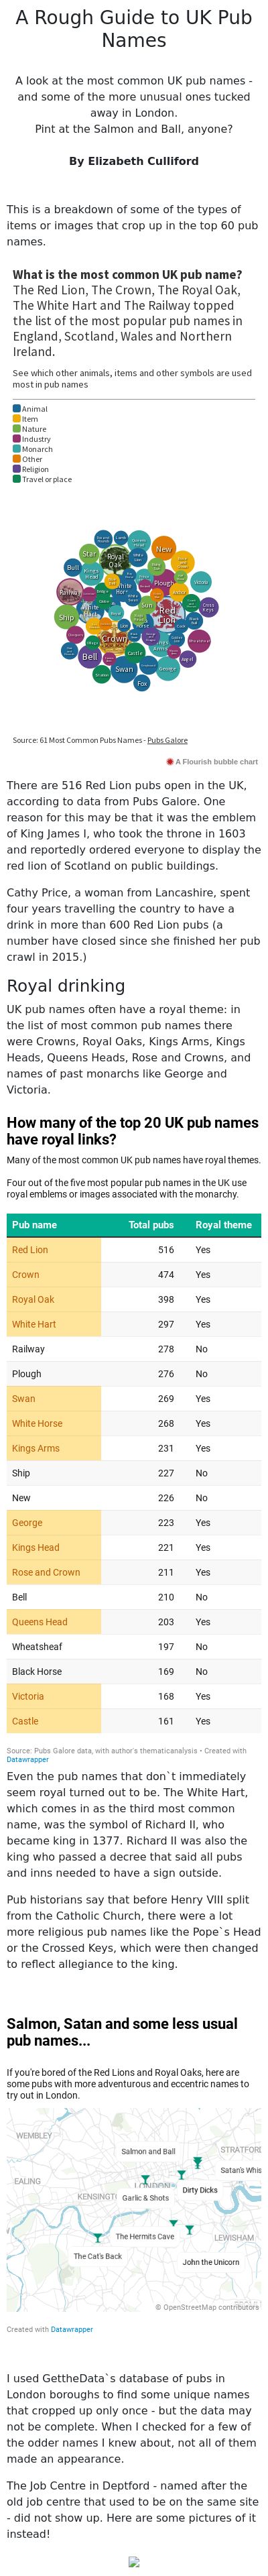 A Rough Guide to UK Pub
Names
A look at the most common UK pub names -
and some of the more unusual ones tucked
away in London.
Pint at the Salmon and Ball, anyone?
By Elizabeth Culliford
This is a breakdown of some of the types of
items or images that crop up in the top 60 pub
names.
What is the most common UK pub name?
The Red Lion, The Crown, The Royal Oak,
The White Hart and The Railway topped
the list of the most popular pub names in
England, Scotland, Wales and Northern
Ireland.
See which other animals, items and other symbols are used
most in pub names
Animal
Item
Nature
Industry
Monarch
Other
Religion
Travel or place
Star
Royal
Oak
New
Bull
Kings
Head
Plough
Victoria
Railway
White
Hart
Sun
Red
Lion
Cross
Keys
Ship
Crown
Castle
Kings
Arms
Wheatsheaf
Bell
Swan
George
Angel
Fox
Source: 61 Most Common Pubs Names - Pubs Galore
A Flourish bubble chart
There are 516 Red Lion pubs open in the UK,
according to data from Pubs Galore. One
reason for this may be that it was the emblem
of King James I, who took the throne in 1603
and reportedly ordered everyone to display the
red lion of Scotland on public buildings.
Cathy Price, a woman from Lancashire, spent
four years travelling the country to have a
drink in more than 600 Red Lion pubs (a
number have closed since she finished her pub
crawl in 2015.)
Royal drinking
UK pub names often have a royal theme: in
the list of most common pub names there
were Crowns, Royal Oaks, Kings Arms, Kings
Heads, Queens Heads, Rose and Crowns, and
names of past monarchs like George and
Victoria.
How many of the top 20 UK pub names
have royal links?
Many of the most common UK pub names have royal themes.
Four out of the five most popular pub names in the UK use
royal emblems or images associated with the monarchy.
Pub name Total pubs Royal theme
Red Lion 516 Yes
Crown 474 Yes
Royal Oak 398 Yes
White Hart 297 Yes
Railway 278 No
Plough 276 No
Swan 269 Yes
White Horse 268 Yes
Kings Arms 231 Yes
Ship 227 No
New 226 No
George 223 Yes
Kings Head 221 Yes
Rose and Crown 211 Yes
Bell 210 No
Queens Head 203 Yes
Wheatsheaf 197 No
Black Horse 169 No
Victoria 168 Yes
Castle 161 Yes
Source: Pubs Galore data, with author's thematicanalysis • Created with
Datawrapper
Even the pub names that don`t immediately
seem royal turned out to be. The White Hart,
which comes in as the third most common
name, was the symbol of Richard II, who
became king in 1377. Richard II was also the
king who passed a decree that said all pubs
and inns needed to have a sign outside.
Pub historians say that before Henry VIII split
from the Catholic Church, there were a lot
more religious pub names like the Pope`s Head
or the Crossed Keys, which were then changed
to reflect allegiance to the king.
Salmon, Satan and some less usual
pub names...
If you're bored of the Red Lions and Royal Oaks, here are
some pubs with more adventurous and eccentric names to
try out in London.
WEMBLEY
Salmon and Ball
STRATFORD
EALING
Satan's Whis
LONDON
Dirty Dicks
KENSINGT
Garlic & Shots
The Hermits Cave
LEWISHAM
The Cat's Back
John the Unicorn
© OpenStreetMap contributors
Created with Datawrapper
I used GettheData`s database of pubs in
London boroughs to find some unique names
that cropped up only once - but the data may
not be complete. When I checked for a few of
the odder names I knew about, not all of them
made an appearance.
The Job Centre in Deptford - named after the
old job centre that used to be on the same site
- did not show up. Here are some pictures of it
instead!